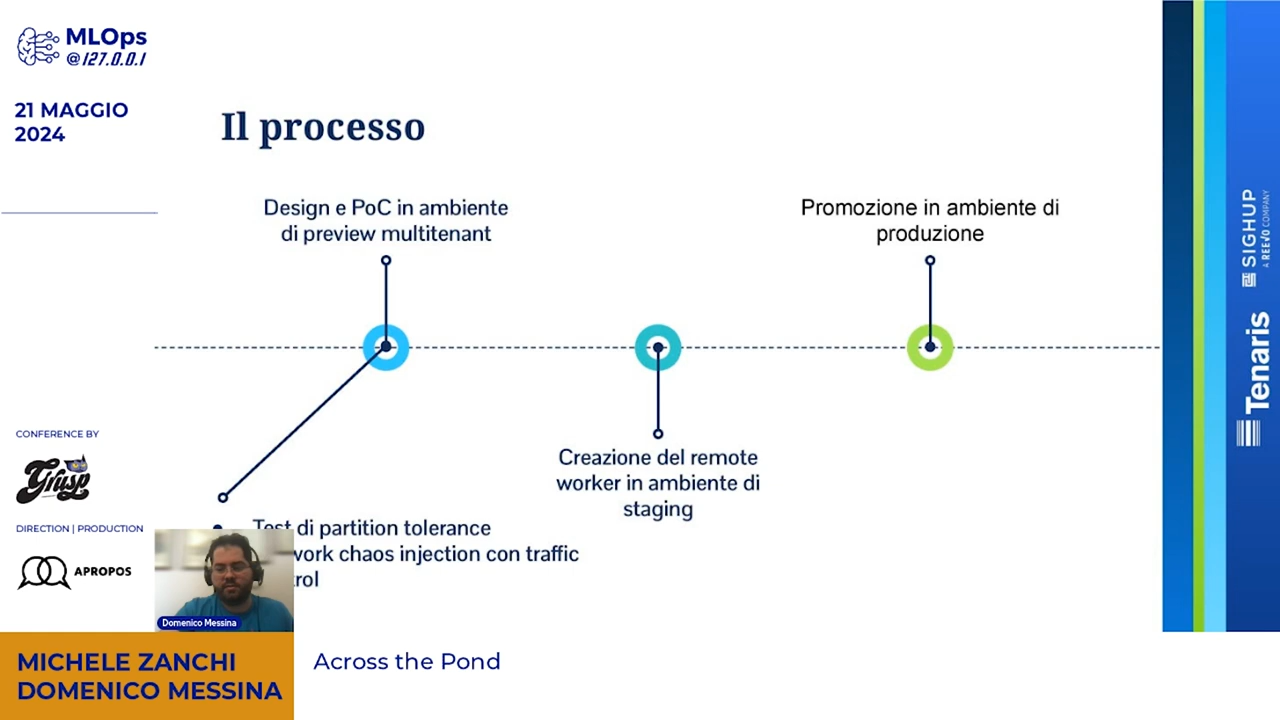 MLOps
@127.0.0.1
21 MAGGIO
2024
Il processo
Design e PoC in ambiente
di preview multitenant
Promozione in ambiente di
produzione
Creazione del remote
worker in ambiente di
staging
Test di partition tolerance
chaos injection con traffic
SIGHUP
A REEVO COMPANY
Tenaris
CONFERENCE BY
Grusp
DIRECTION | PRODUCTION
APROPOS
Domenico Messina
MICHELE ZANCHI
DOMENICO MESSINA
Across the Pond